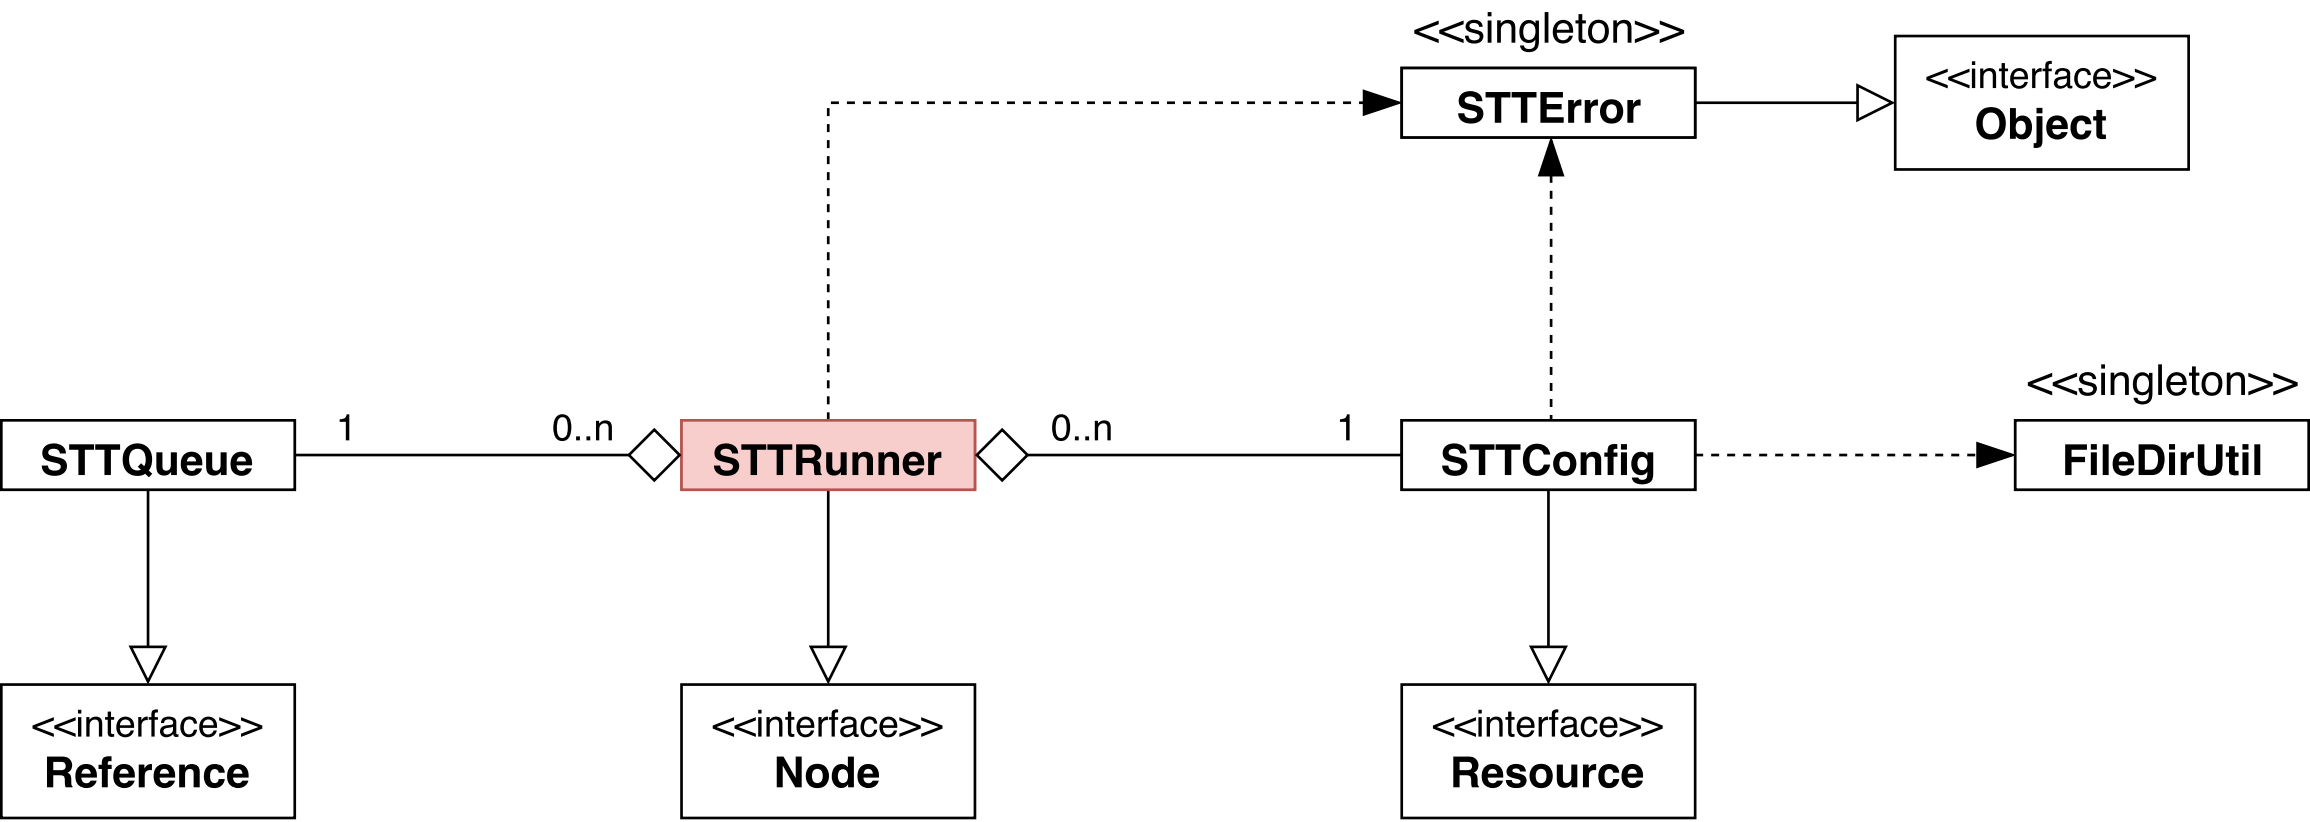 <<singleton>>
STTError
<<interface>>
Object
<<singleton>>
1
0..n
0..n
1
STTQueue
STTRunner
STTConfig
FileDirUtil
<<interface>>
Reference
<<interface>>
Node
<<interface>>
Resource